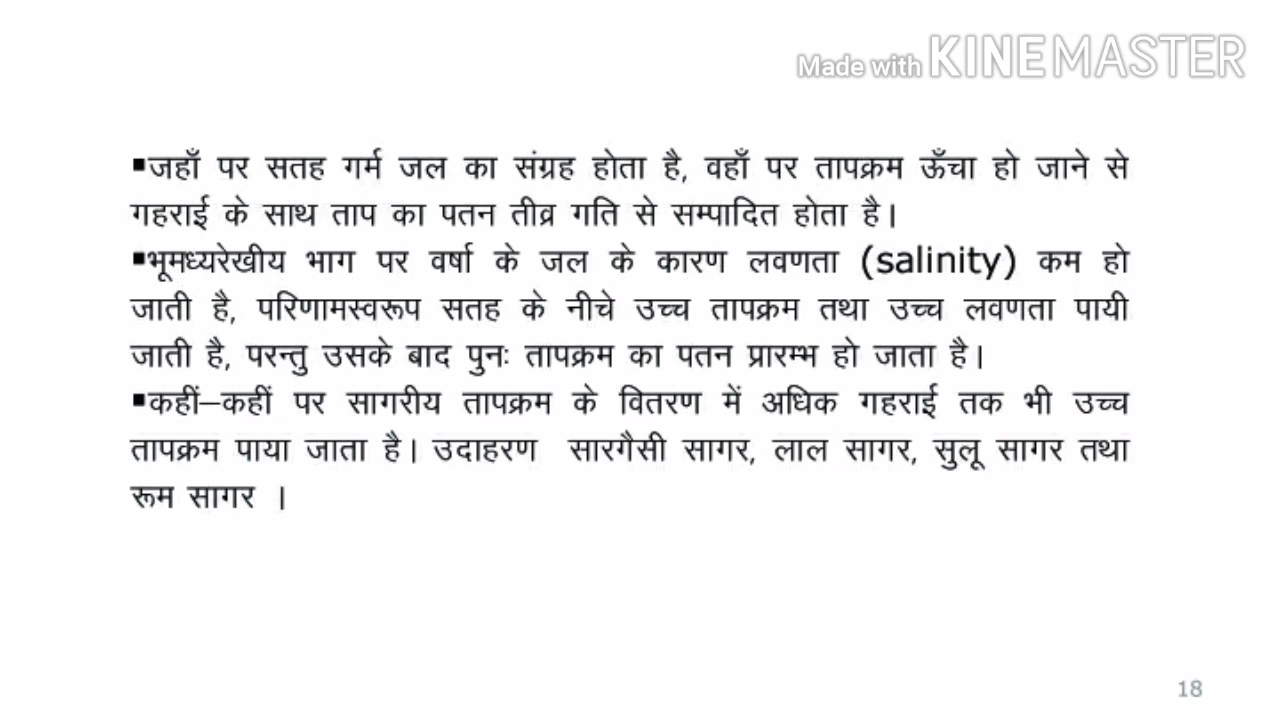 Made with KINEMASTER
▪जहाँ पर सतह गर्म जल का संग्रह होता है, वहाँ पर तापक्रम ऊँचा हो जाने से
गहराई के साथ ताप का पतन तीव्र गति से सम्पादित होता है।
▪भूमध्यरेखीय भाग पर वर्षा के जल के कारण लवणता (salinity) कम हो
जाती है, परिणामस्वरूप सतह के नीचे उच्च तापक्रम तथा उच्च लवणता पायी
जाती है, परन्तु उसके बाद पुनः तापक्रम का पतन प्रारम्भ हो जाता है।
▪कहीं–कहीं पर सागरीय तापक्रम के वितरण में अधिक गहराई तक भी उच्च
तापक्रम पाया जाता है। उदाहरण सारगैसी सागर, लाल सागर, सुलू सागर तथा
रूम सागर ।
18